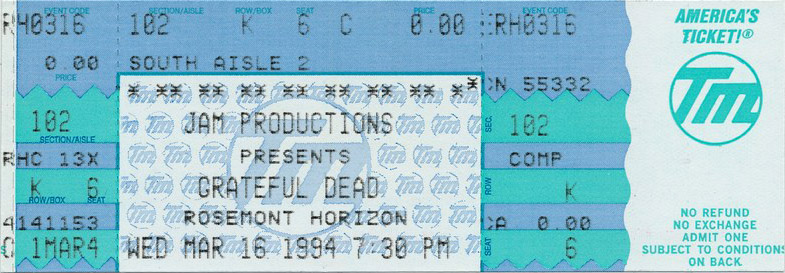 EVENT CODE SECTION/AISLE ROW/BOX SEAT PRICE EVENT CODE
RH0316 102 K 6 C 0.00 RH0316
0.00 SOUTH AISLE 2
PRICE
CN 55332
* ** ** ** ** ** ** ** * *
102 JAM PRODUCTIONS SEC. 102
SECTION/AISLE
RHC 13X PRESENTS COMP
K 6 GRATEFUL DEAD ROW K
ROW/BOX SEAT
4141153 ROSEMONT HORIZON CA 0.00
C 1MAR4 WED MAR 16 1994 7:30 PM SEAT 6
AMERICA'S
TICKET!®
Tm
NO REFUND
NO EXCHANGE
ADMIT ONE
SUBJECT TO CONDITIONS
ON BACK